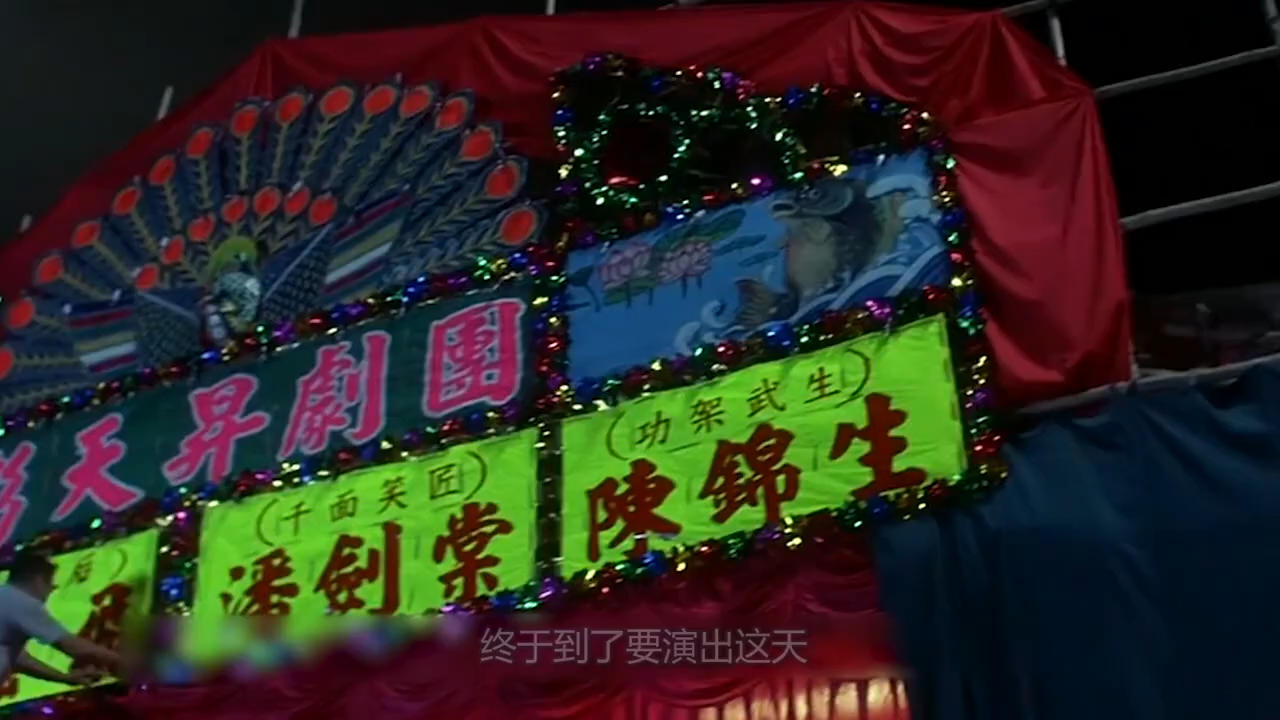 天昇劇團
(功架武生)
陳錦生
(千面笑匠)
潘劍棠
后)
终于到了要演出这天